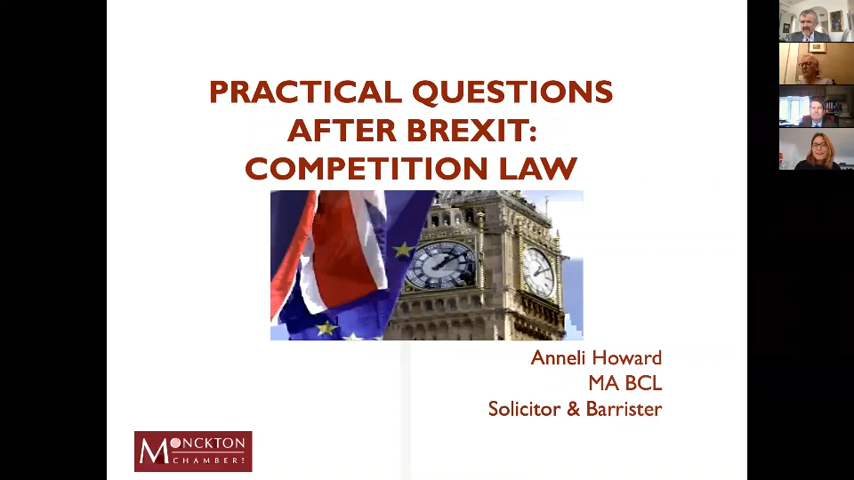 PRACTICAL QUESTIONS
AFTER BREXIT:
COMPETITION LAW
Anneli Howard
MA BCL
Solicitor & Barrister
MONCKTON
CHAMBERS